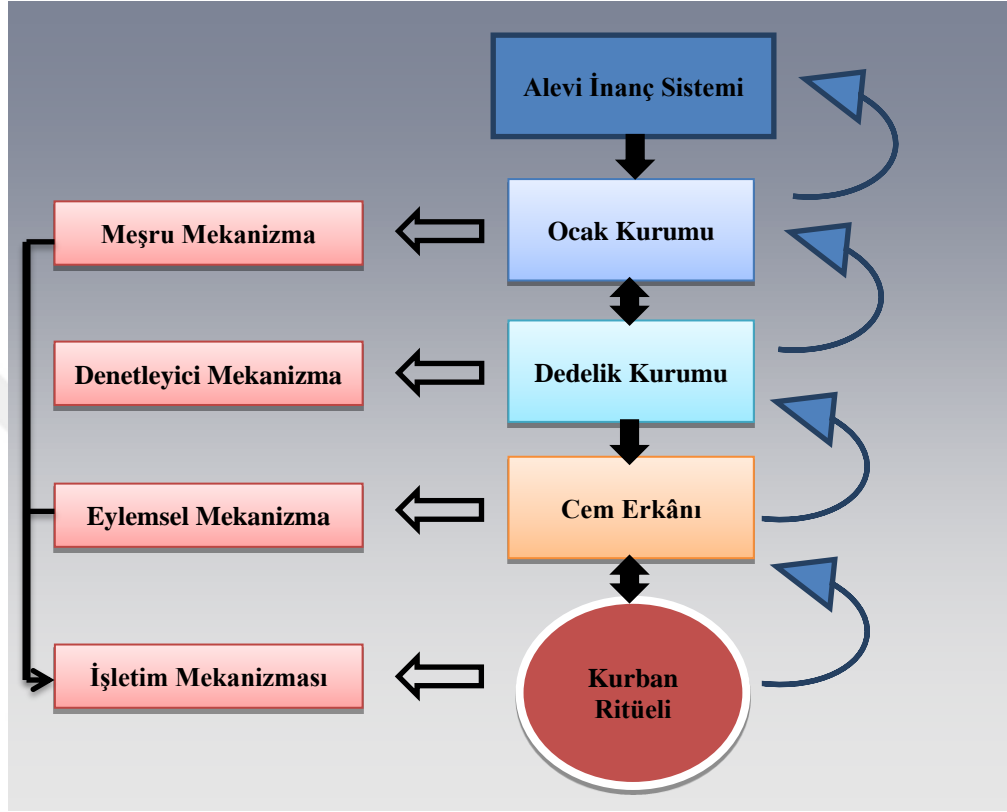 Alevi İnanç Sistemi
Meşru Mekanizma
Ocak Kurumu
Denetleyici Mekanizma
Dedelik Kurumu
Eylemsel Mekanizma
Cem Erkânı
İşletim Mekanizması
Kurban
Ritüeli